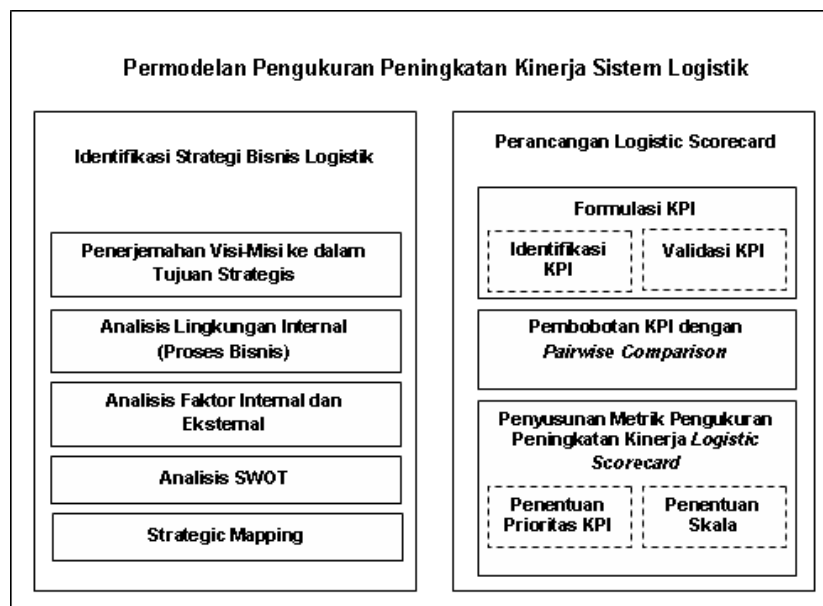 Permodelan Pengukuran Peningkatan Kinerja Sistem Logistik
Identifikasi Strategi Bisnis Logistik
Penerjemahan Visi-Misi ke dalam
Tujuan Strategis
Analisis Lingkungan Internal
(Proses Bisnis)
Analisis Faktor Internal dan
Eksternal
Analisis SWOT
Strategic Mapping
Perancangan Logistic Scorecard
Formulasi KPI
Identifikasi
KPI
Validasi KPI
Pembobotan KPI dengan
Pairwise Comparison
Penyusunan Metrik Pengukuran
Peningkatan Kinerja Logistic
Scorecard
Penentuan
Prioritas KPI
Penentuan
Skala